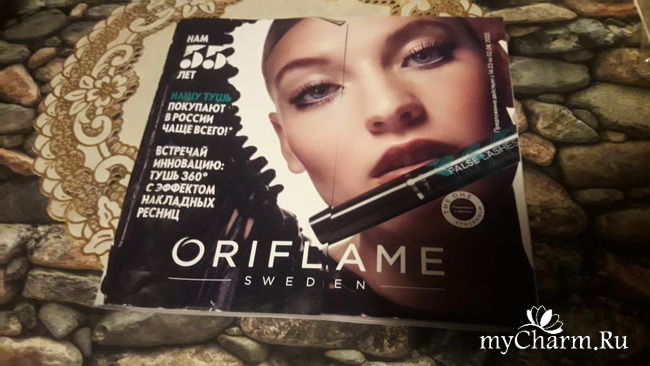 НАМ
55
ЛЕТ
НАШУ ТУШЬ
ПОКУПАЮТ
В РОССИИ
ЧАЩЕ ВСЕГО!*
ВСТРЕЧАЙ
ИННОВАЦИЮ:
ТУШЬ 360°
С ЭФФЕКТОМ
НАКЛАДНЫХ
РЕСНИЦ
FALSE LASHES
THE ONE
ORIFLAME
SWEDEN
myCharm.Ru